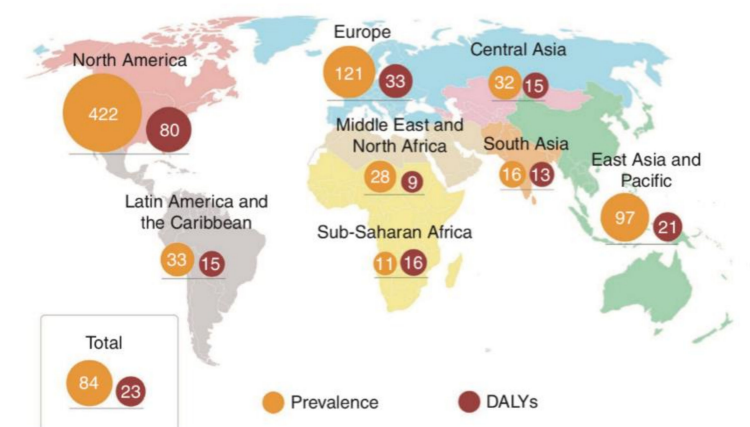 North America
422
80
Europe
121
33
Central Asia
32
15
Middle East and
North Africa
28
9
South Asia
16
13
East Asia and
Pacific
97
21
Latin America and
the Caribbean
33
15
Sub-Saharan Africa
11
16
Total
84
23
Prevalence
DALYs